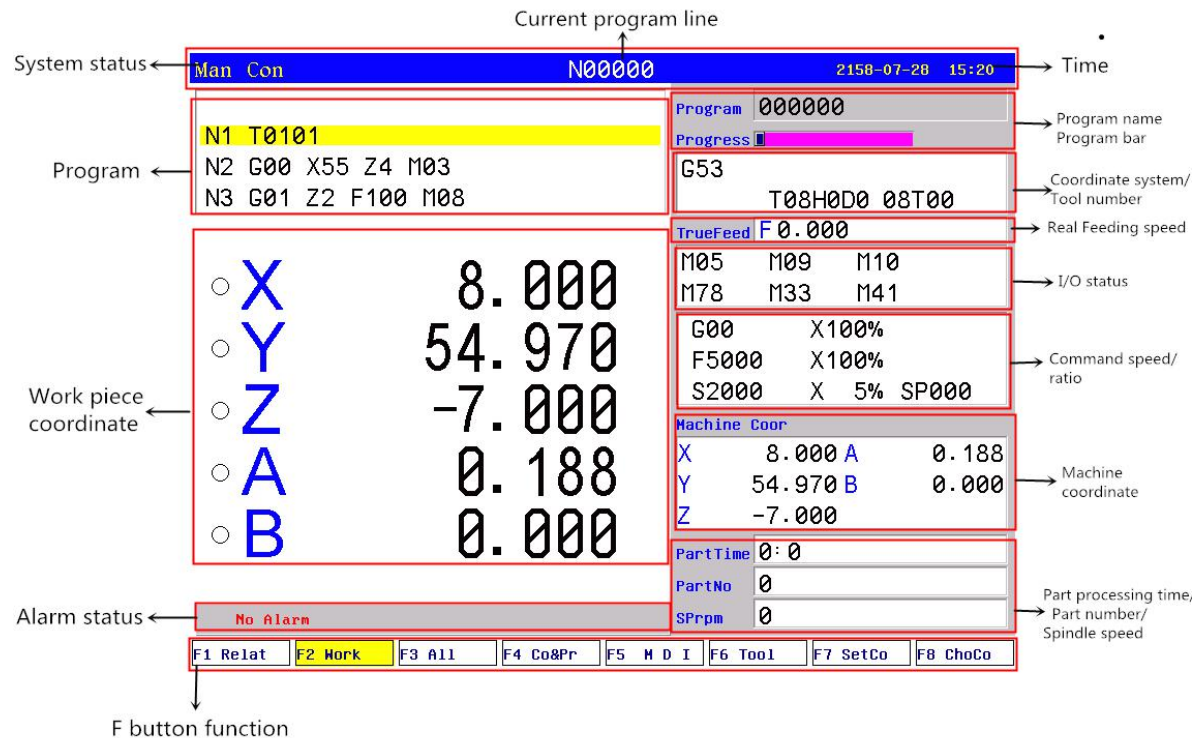 Current program line
System status
Man Con N00000 2158-07-28 15:20
Time
Program 000000
Progress
Program name
Program bar
Program
N1 T0101
N2 G00 X55 Z4 M03
N3 G01 Z2 F100 M08
G53
T08H0D0 08T00
Coordinate system/
Tool number
TrueFeed F 0.000
Real Feeding speed
M05 M09 M10
M78 M33 M41
I/O status
G00 X100%
F5000 X100%
S2000 X 5% SP000
Command speed/
ratio
Work piece
coordinate
X 8.000
Y 54.970
Z -7.000
A 0.188
B 0.000
Machine Coor
X 8.000 A 0.188
Y 54.970 B 0.000
Z -7.000
Machine
coordinate
PartTime 0:0
PartNo 0
SPrpm 0
Part processing time/
Part number/
Spindle speed
Alarm status
No Alarm
F1 Relat F2 Work F3 All F4 Co&Pr F5 M D I F6 Tool F7 SetCo F8 ChoCo
F button function